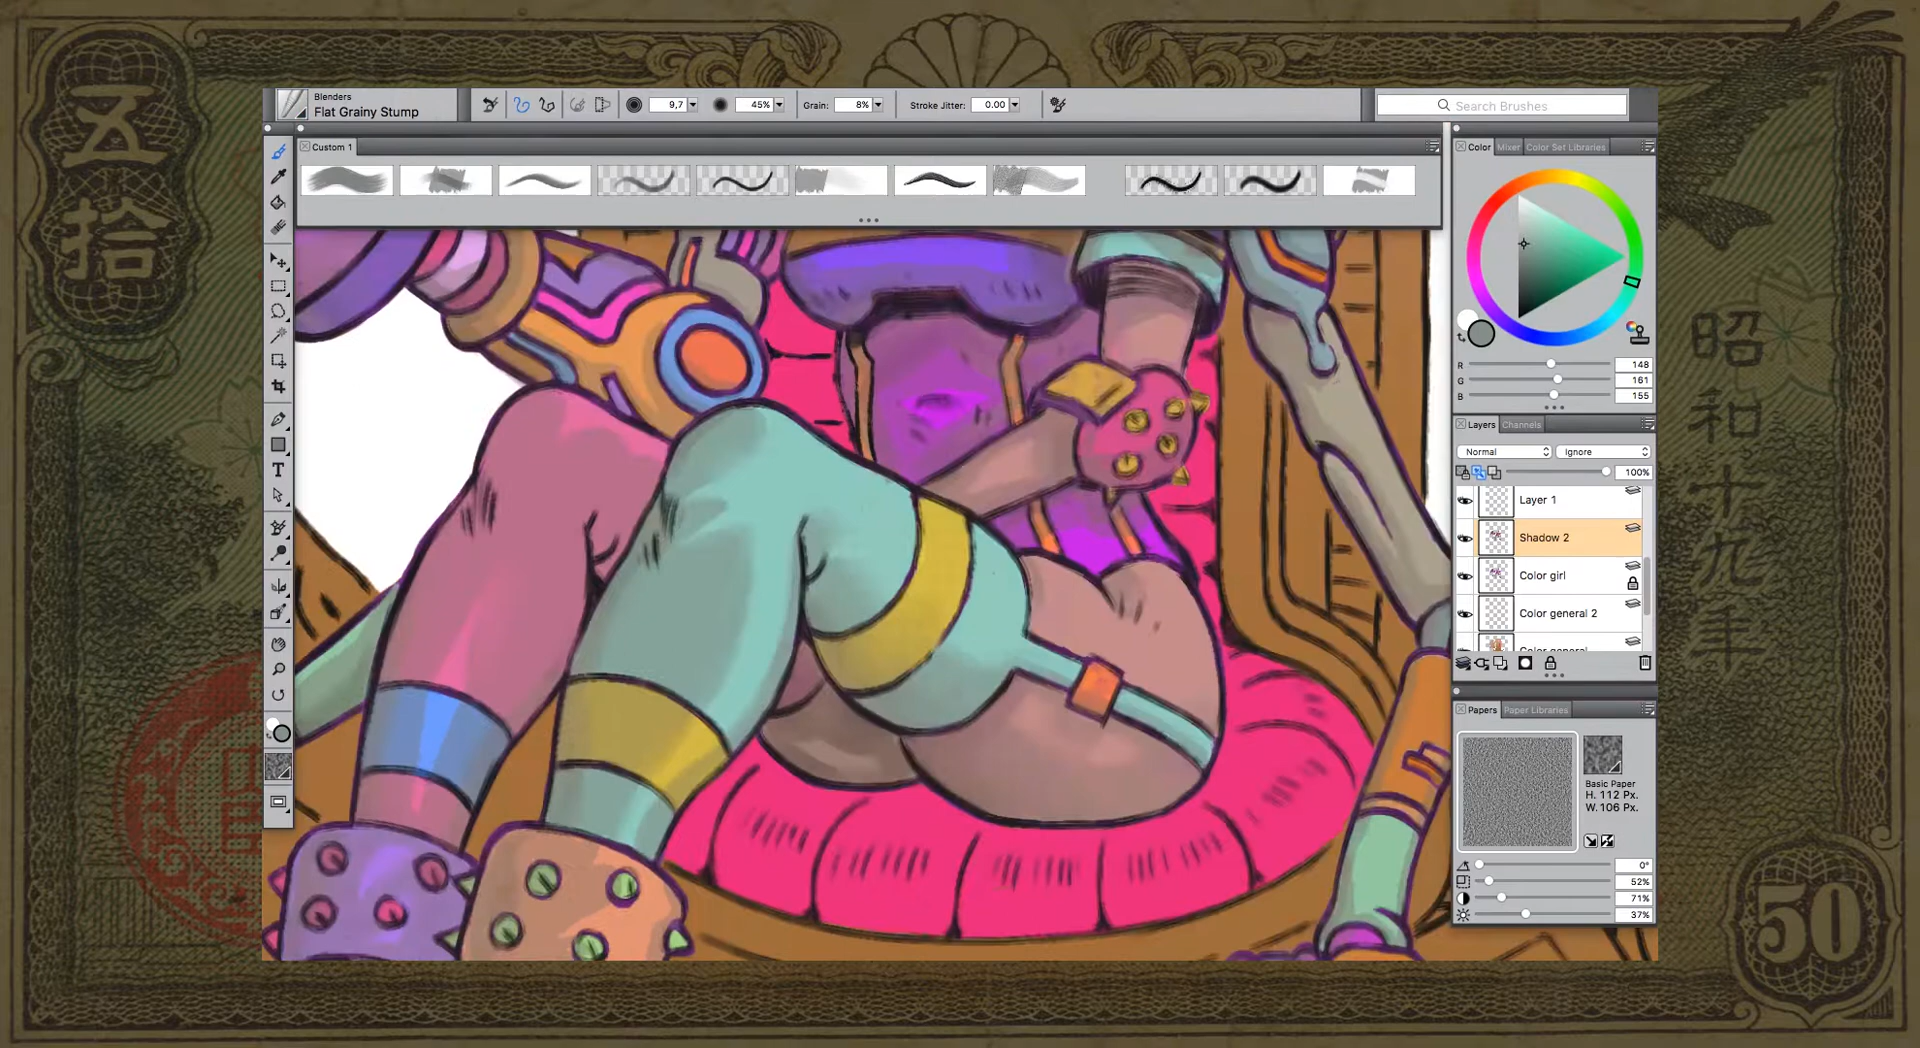 五
拾
Blenders
Flat Grainy Stump
9,7
45%
Grain:
8%
Stroke Jitter:
0.00
Search Brushes
Custom 1
Color
Mixer
Color Set Libraries
R
148
G
161
B
155
Layers
Channels
Normal
Ignore
100%
Layer 1
Shadow 2
Color girl
Color general 2
Color general
T
Papers
Paper Libraries
Basic Paper
H. 112 Px.
W. 106 Px.
0°
52%
71%
37%
昭
和
十
九
年
50